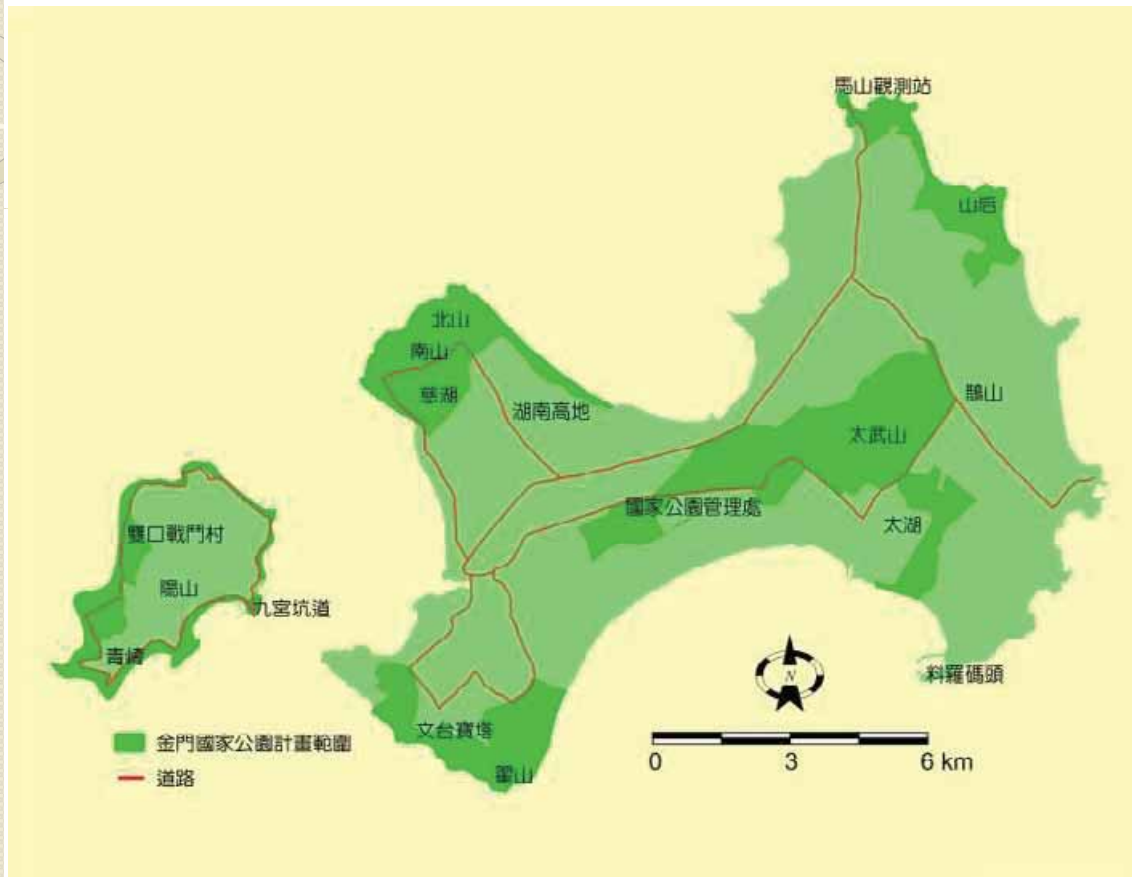 馬山觀測站
山后
北山
南山
慈湖
湖南高地
鵲山
太武山
國家公園管理處
太湖
雙口戰鬥村
陽山
九宮坑道
青岐
料羅碼頭
文台寶塔
翟山
N
金門國家公園計畫範圍
道路
0 3 6 km